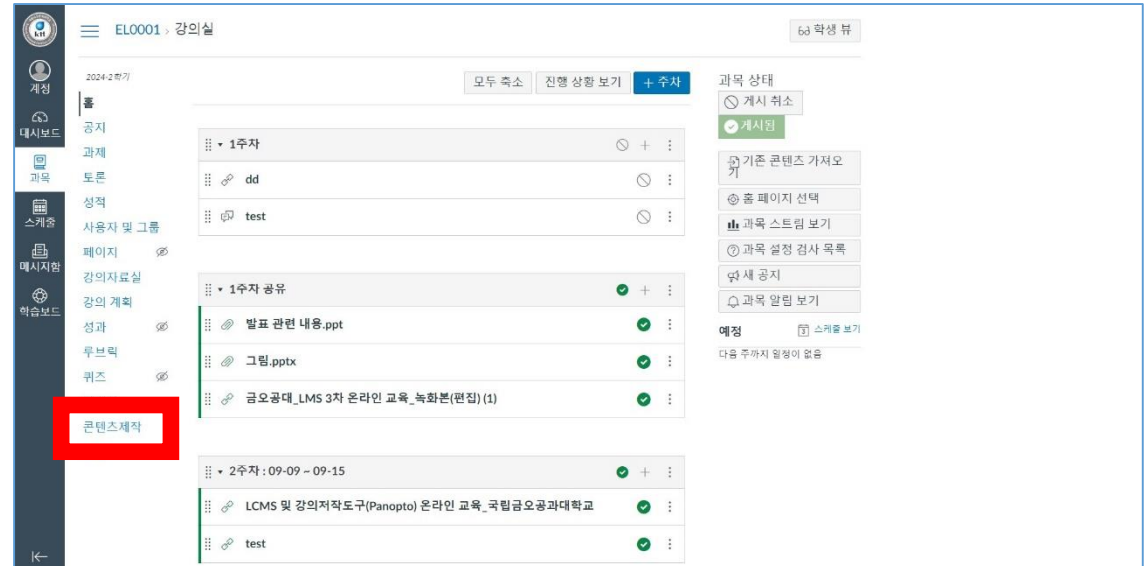 kit
계정
대시보드
과목
스케줄
메시지함
학습보드
EL0001 › 강의실
학생 뷰
2024-2학기
홈
공지
과제
토론
성적
사용자 및 그룹
페이지
강의자료실
강의 계획
성과
루브릭
퀴즈
콘텐츠제작
모두 축소
진행 상황 보기
+ 주차
1주차
dd
test
1주차 공유
발표 관련 내용.ppt
그림.pptx
금오공대_LMS 3차 온라인 교육_녹화본(편집) (1)
2주차 : 09-09 ~ 09-15
LCMS 및 강의저작도구(Panopto) 온라인 교육_국립금오공과대학교
test
과목 상태
게시 취소
게시됨
기존 콘텐츠 가져오
기
홈 페이지 선택
과목 스트림 보기
과목 설정 검사 목록
새 공지
과목 알림 보기
예정
스케줄 보기
다음 주까지 일정이 없음